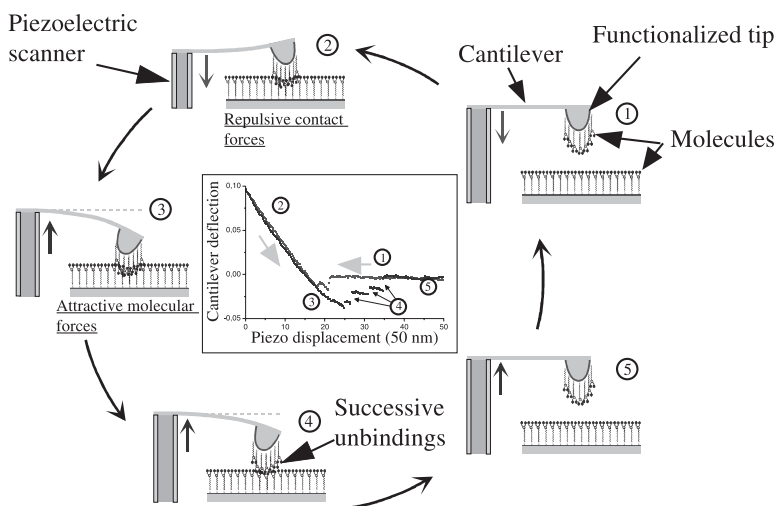 Piezoelectric
scanner
②
Repulsive contact
forces
Cantilever
Functionalized tip
①
Molecules
③
Attractive molecular
forces
Cantilever deflection
0,10
0,05
0,00
-0,05
②
①
③
④
⑤
0
10
20
30
40
50
Piezo displacement (50 nm)
④
Successive
unbindings
⑤